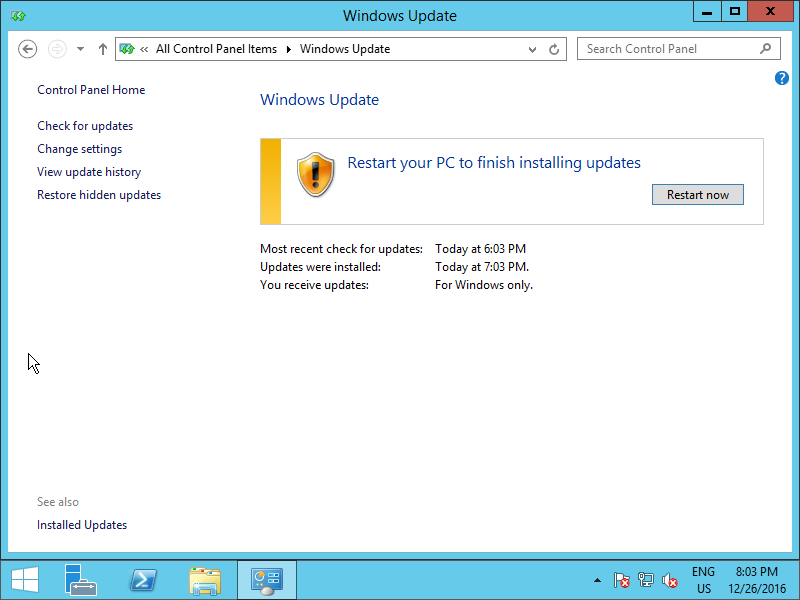 Windows Update
All Control Panel Items
Windows Update
Search Control Panel
Control Panel Home
Check for updates
Change settings
View update history
Restore hidden updates
Windows Update
Restart your PC to finish installing updates
Restart now
Most recent check for updates: Today at 6:03 PM
Updates were installed: Today at 7:03 PM.
You receive updates: For Windows only.
See also
Installed Updates
ENG
US
8:03 PM
12/26/2016